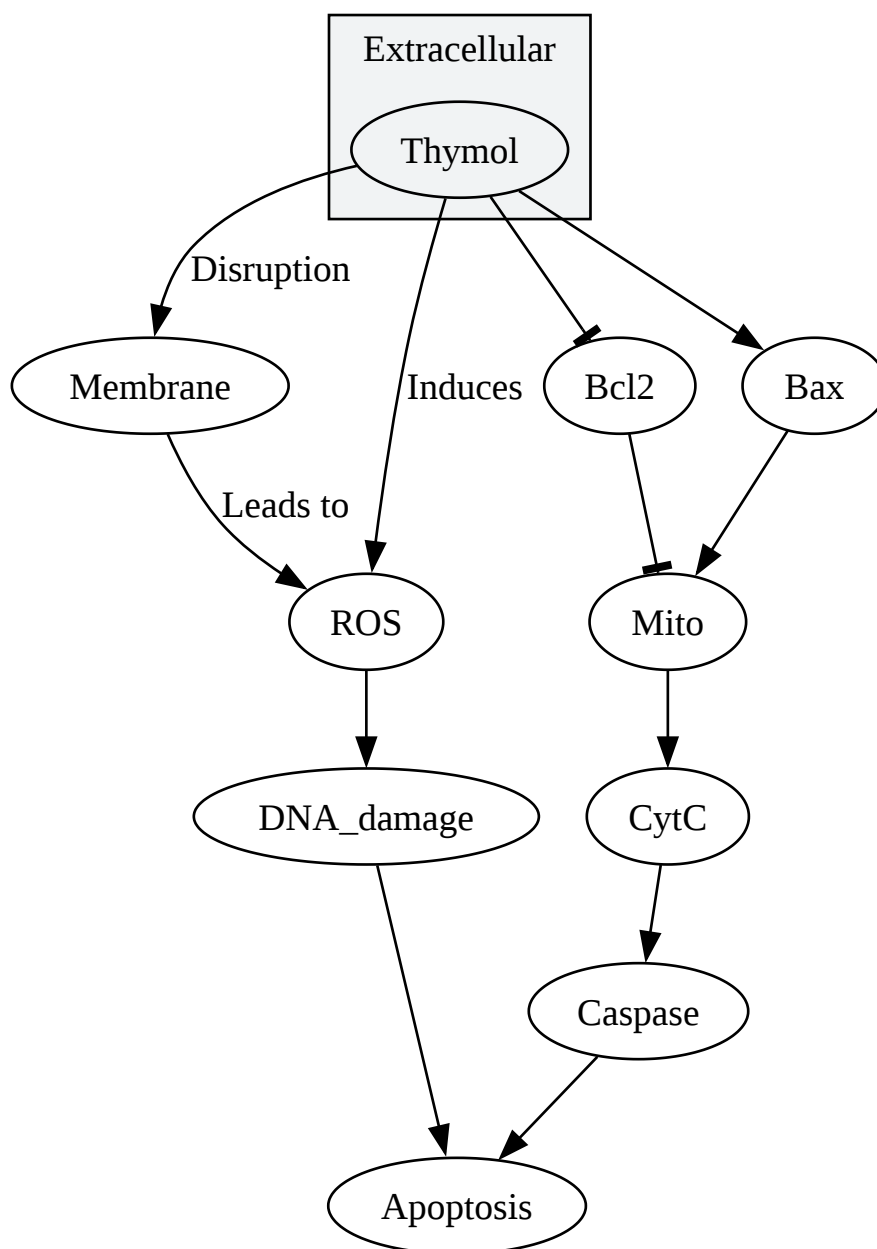 Extracellular
Thymol
Disruption
Membrane
Induces
Bcl2
Bax
Leads to
ROS
Mito
DNA_damage
CytC
Caspase
Apoptosis